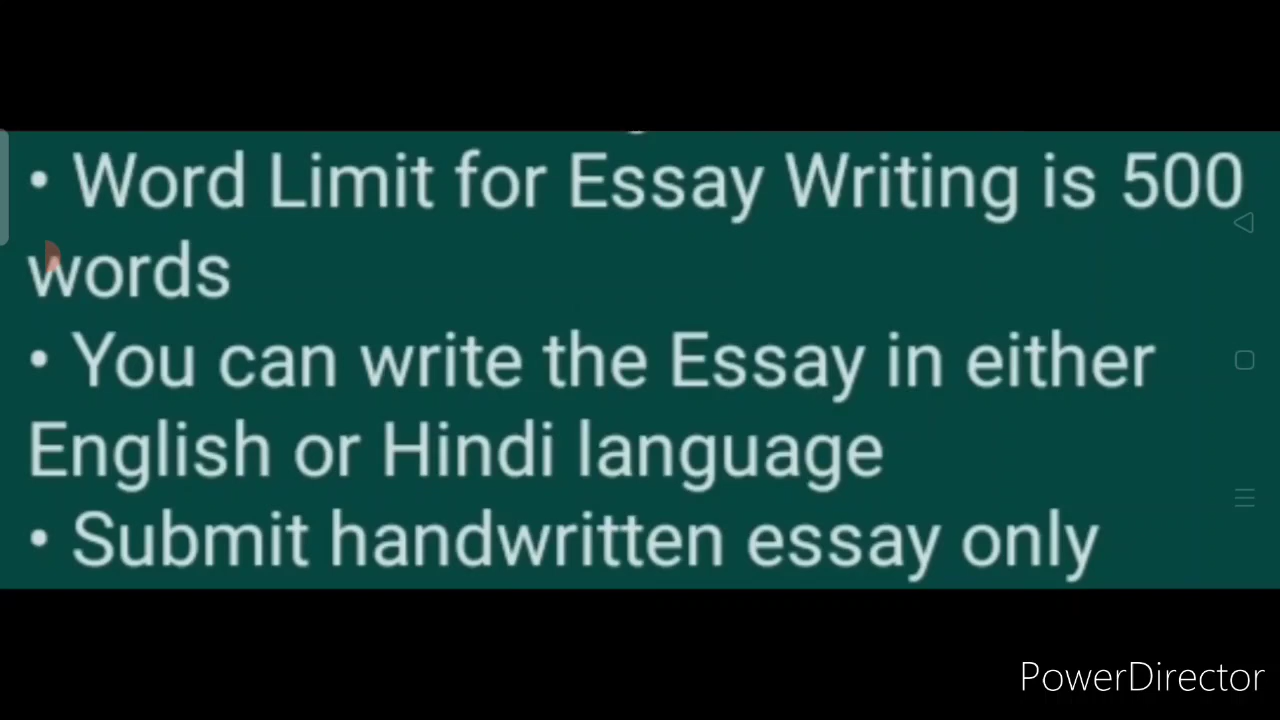 • Word Limit for Essay Writing is 500
words
• You can write the Essay in either
English or Hindi language
• Submit handwritten essay only
PowerDirector